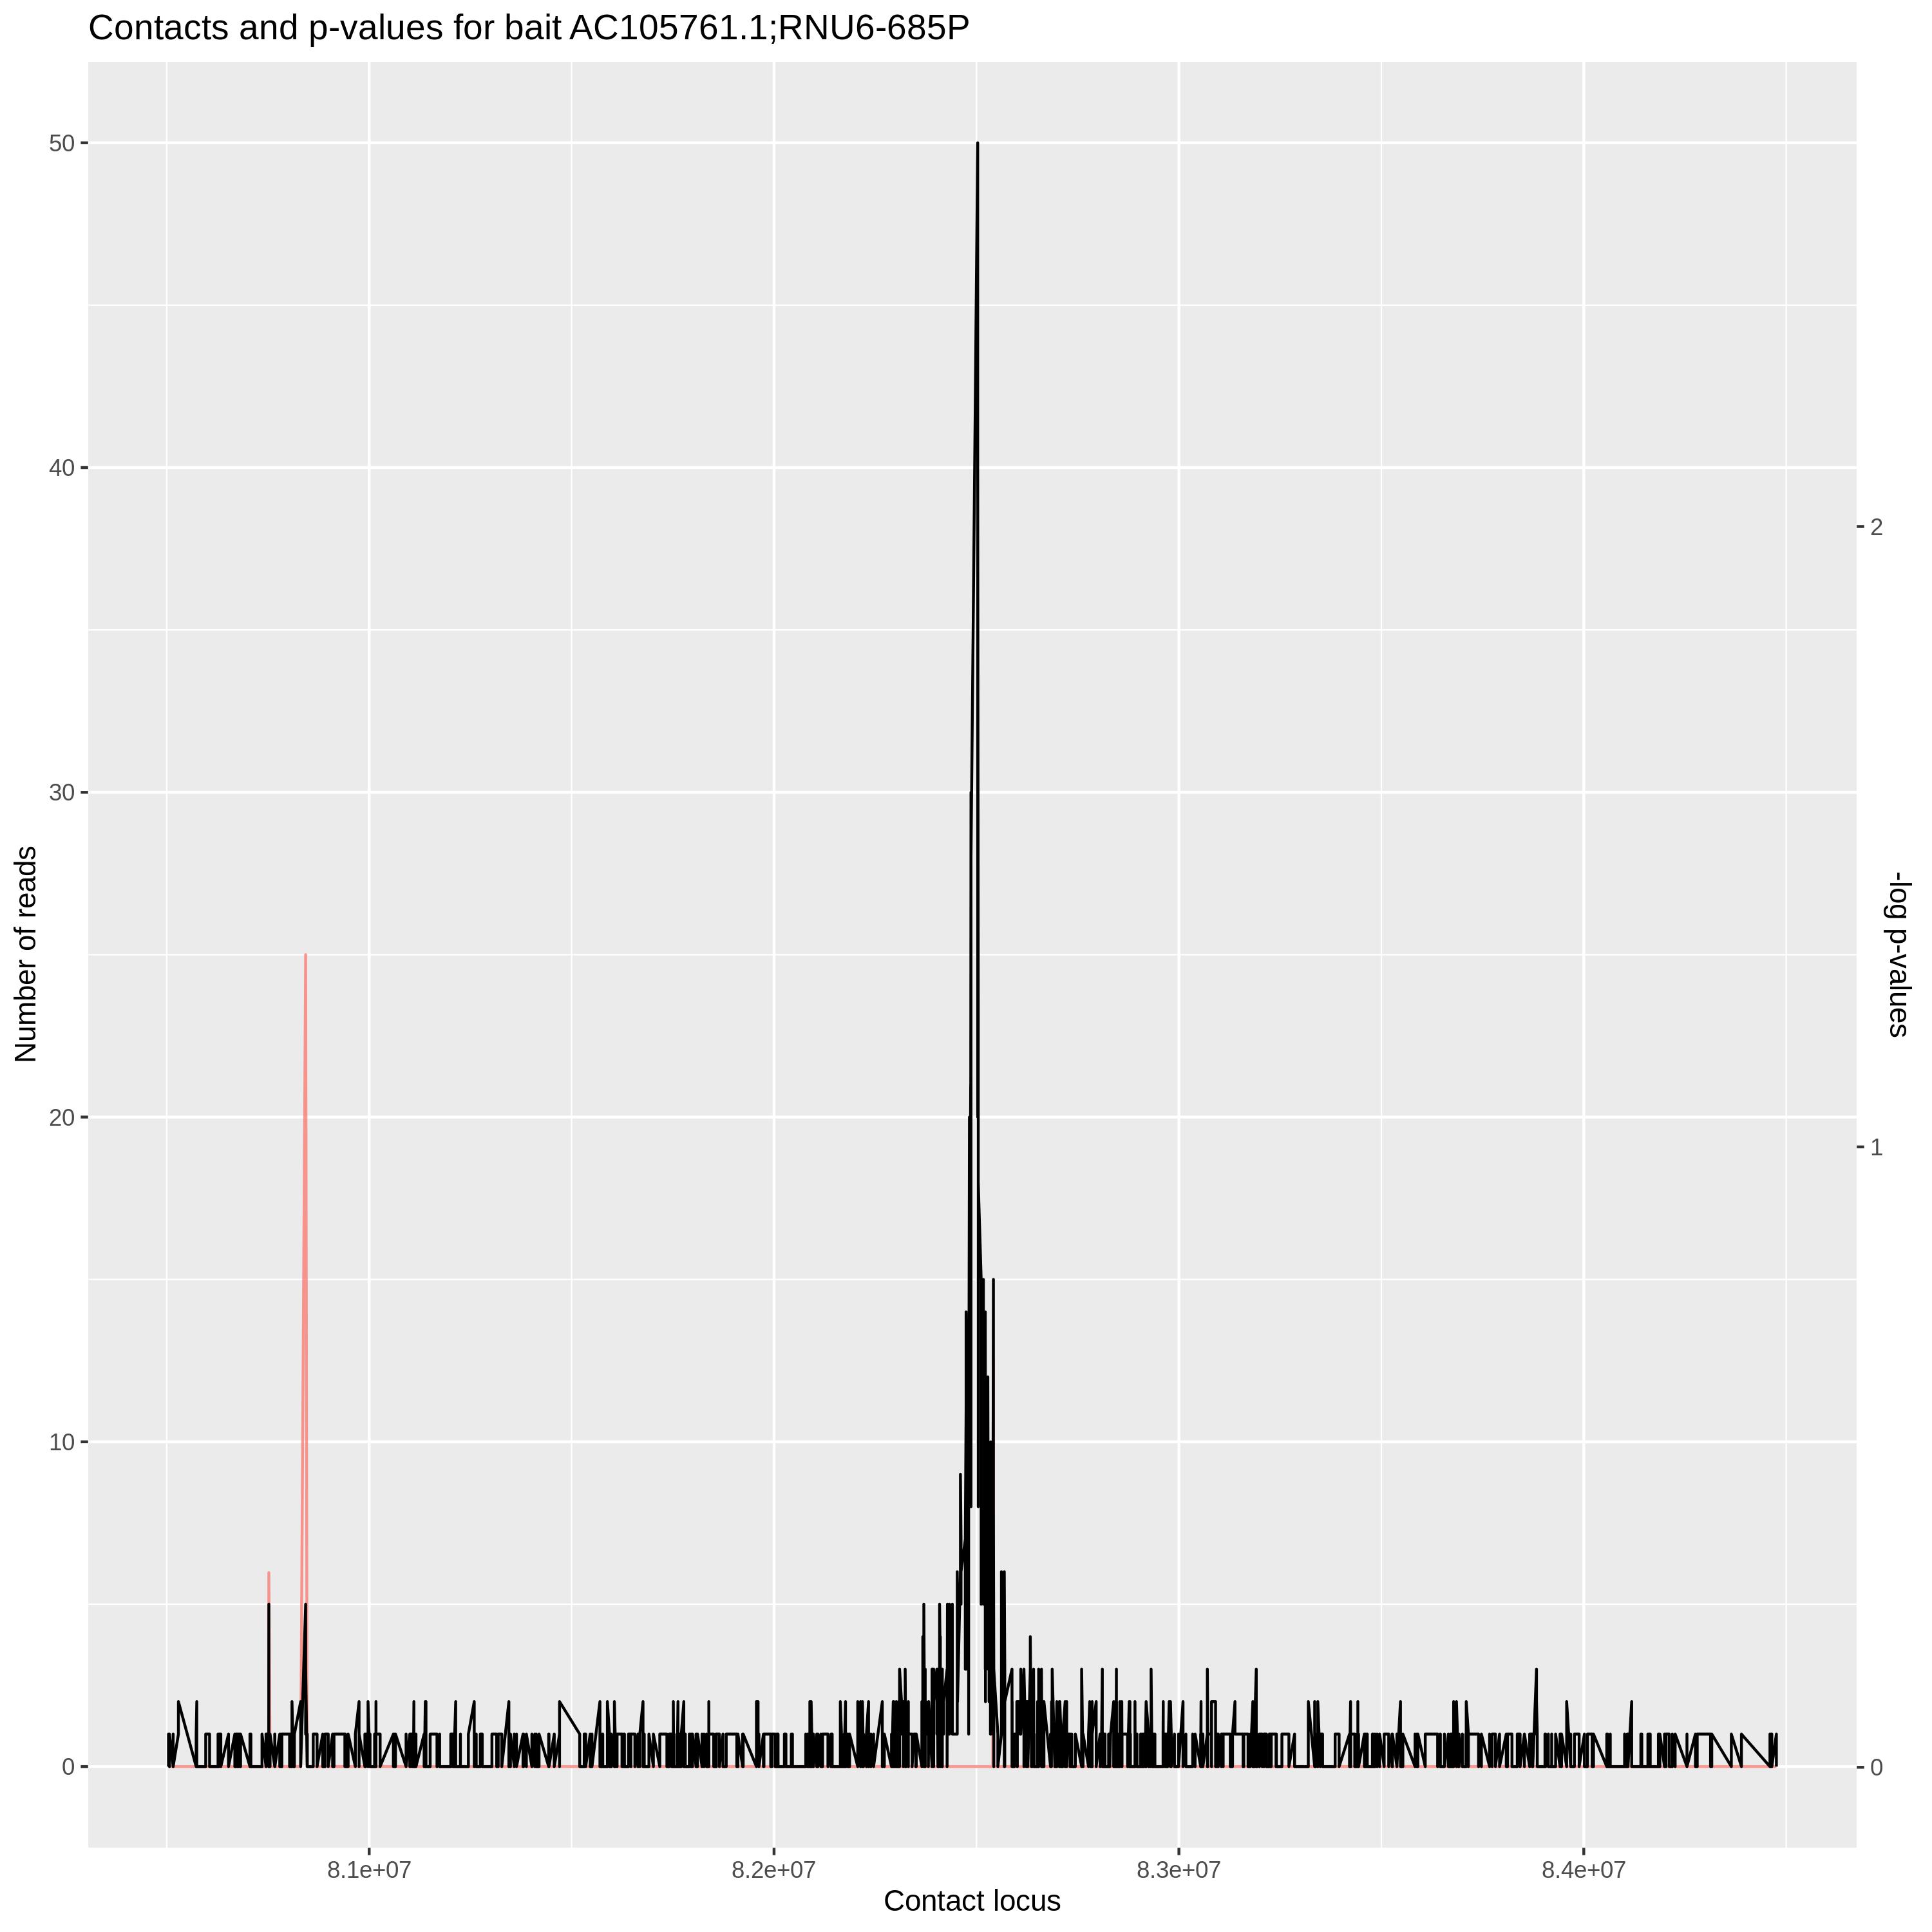 Contacts and p-values for bait AC105761.1;RNU6-685P
50
40
30
20
10
0
Number of reads
2
1
0
-log p-values
8.1e+07
8.2e+07
8.3e+07
8.4e+07
Contact locus